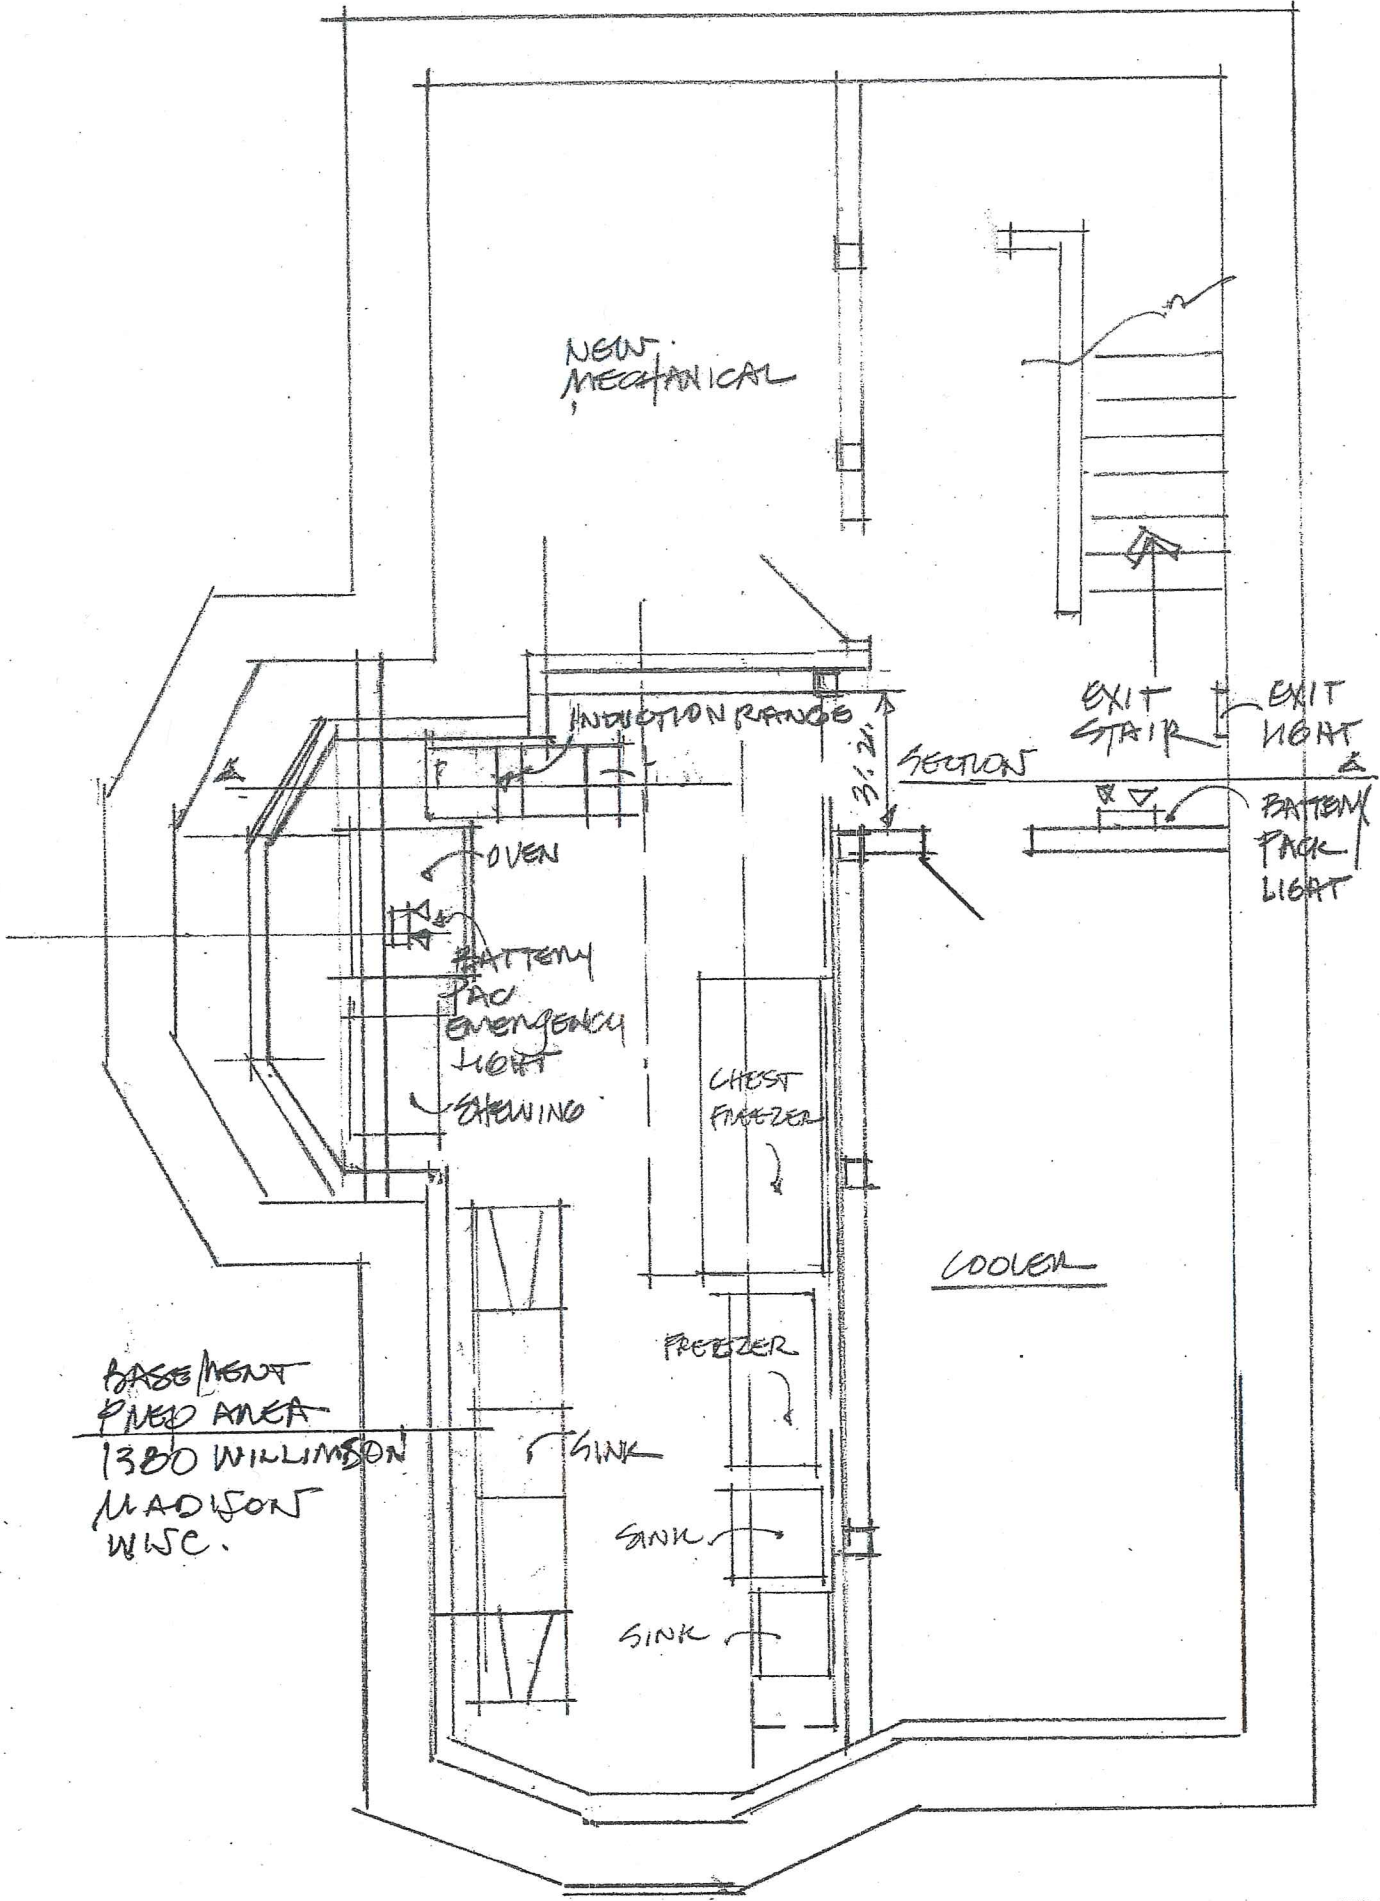 NEW
MECHANICAL
INDUCTION RANGE
3'.2".
SECTION
A
A
EXIT
STAIR
EXIT
LIGHT
BATTERY
PACK
LIGHT
OVEN
BATTERY
PAC
EMERGENCY
LIGHT
SHELVING
CHEST
FREEZER
COOLER
FREEZER
BASEMENT
PREP AREA
1380 WILLIMSON
MADISON
WISC.
SINK
SINK
SINK